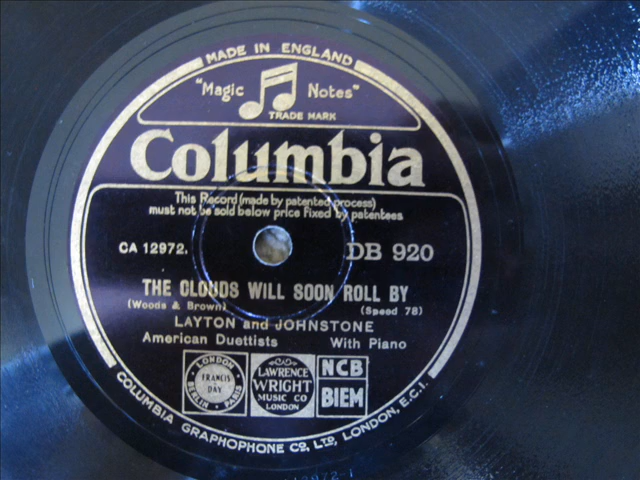 MADE IN ENGLAND
"Magic Notes"
TRADE MARK
Columbia
This Record (made by patented process)
must not be sold below price fixed by patentees
CA 12972. DB 920
THE CLOUDS WILL SOON ROLL BY
(Woods & Brown) (Speed 78)
LAYTON and JOHNSTONE
American Duettists With Piano
LONDON
FRANCIS
DAY
BERLIN - PARIS
LAWRENCE
WRIGHT
MUSIC CO
LONDON
NCB
BIEM
COLUMBIA GRAPHOPHONE CO, LTD, LONDON, E.C.1.